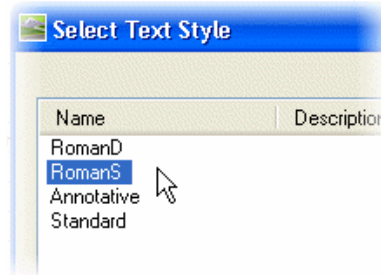 Select Text Style
Name Description
RomanD
RomanS
Annotative
Standard